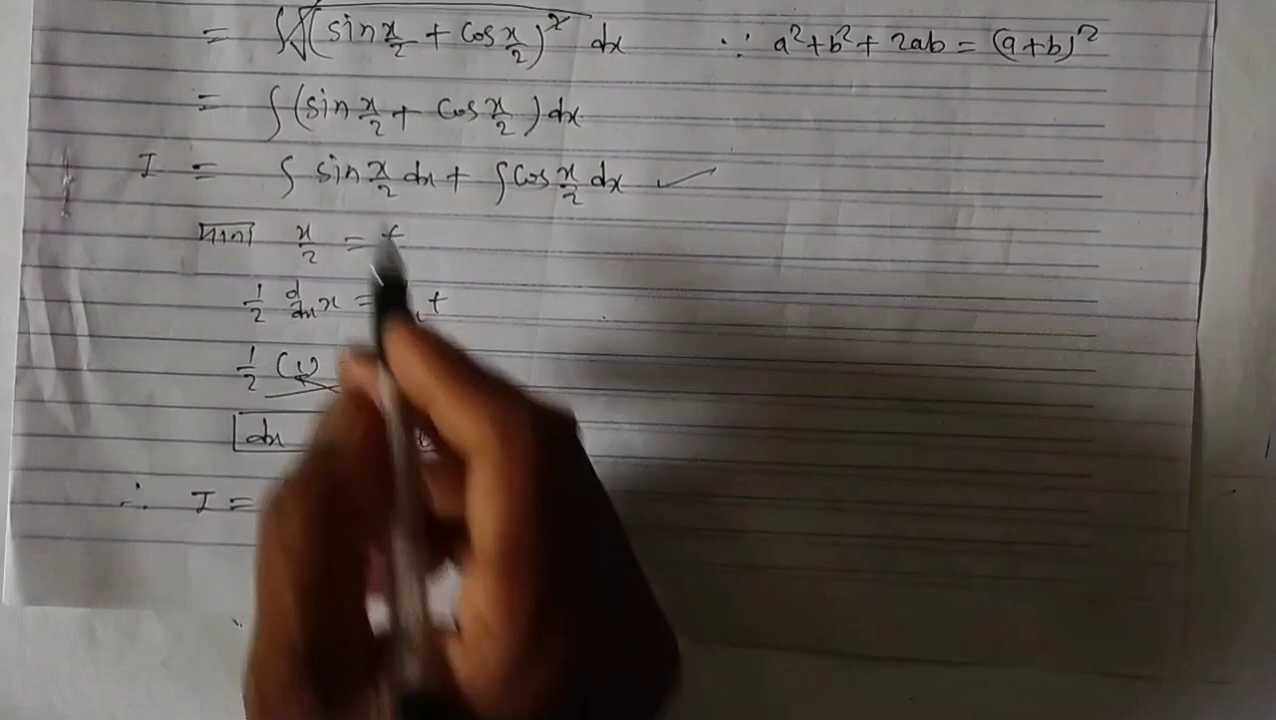 = ∫√(sin x/2 + cos x/2)² dx ∵ a²+b²+2ab = (a+b)²
= ∫(sin x/2 + cos x/2)dx
I = ∫ sin x/2 dx + ∫cos x/2 dx ✓
माना x/2 = t
1/2 d/dx x = t
1/2 (1)
dx
∴ I =